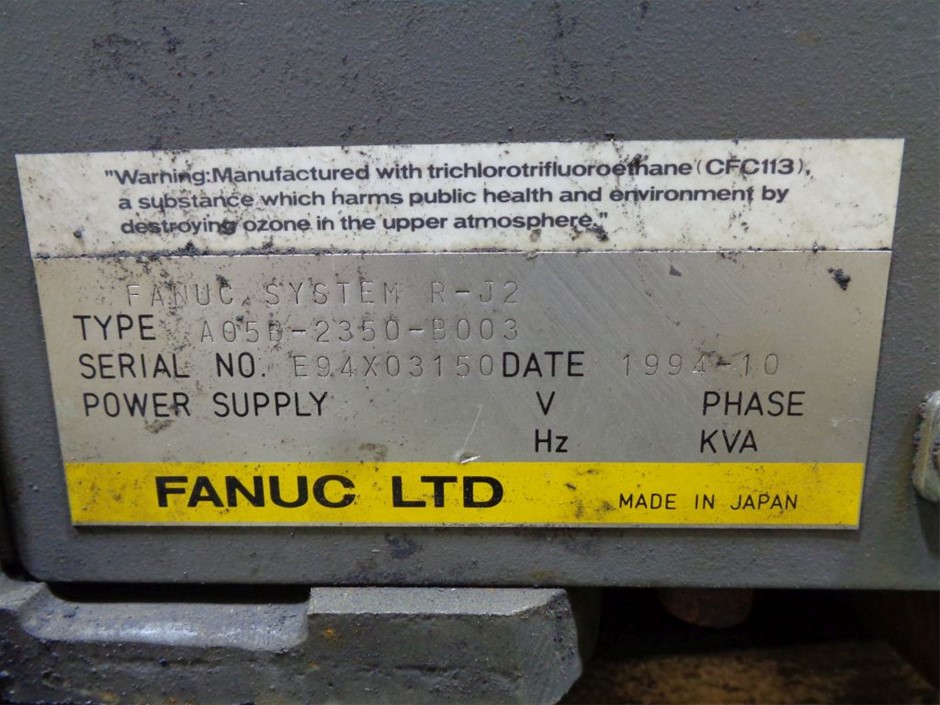 "Warning:Manufactured with trichlorotrifluoroethane(CFC113),
a substance which harms public health and environment by
destroying ozone in the upper atmosphere."
FANUC SYSTEM R-J2
TYPE A05B-2350-B003
SERIAL NO. E94X03150 DATE 1994-10
POWER SUPPLY V PHASE
Hz KVA
FANUC LTD MADE IN JAPAN